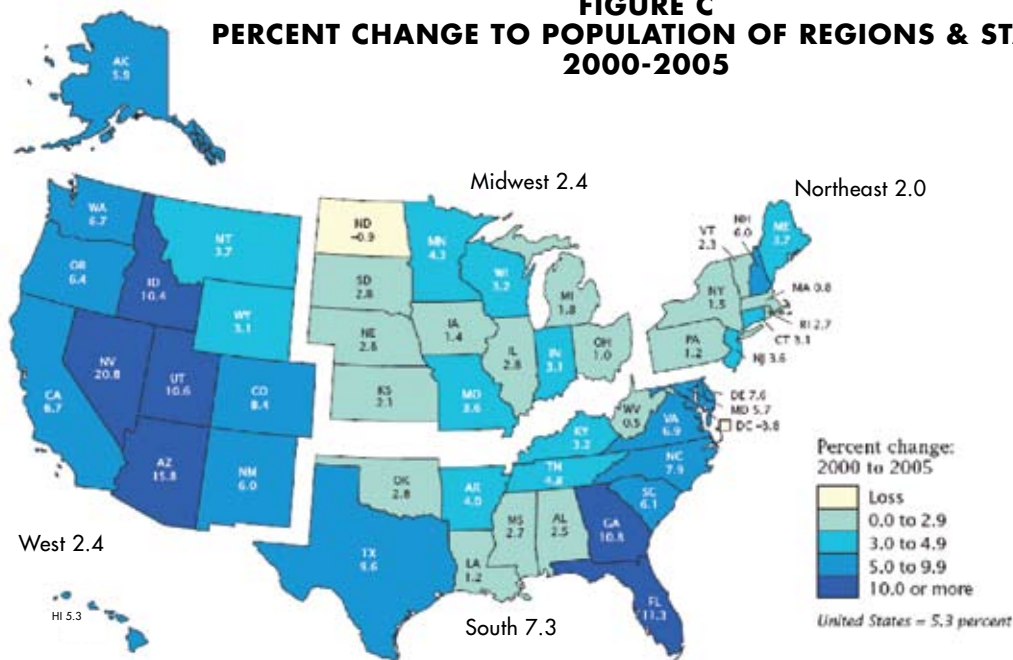 FIGURE C
PERCENT CHANGE TO POPULATION OF REGIONS & STA
2000-2005
AK
5.9
Midwest 2.4
Northeast 2.0
WA
6.7
OR
6.4
CA
6.7
ID
10.4
NV
20.8
MT
3.7
WY
3.1
UT
10.6
CO
8.4
AZ
15.8
NM
6.0
ND
-0.9
SD
2.8
NE
KS
2.1
MN
4.3
IA
1.4
MO
3.6
WI
3.2
IL
2.8
MI
1.8
IN
3.1
OH
1.0
NY
1.5
PA
1.2
VT
2.3
NH
6.0
ME
3.7
MA 0.8
RI 2.7
CT 3.1
NJ 3.6
DE 7.6
MD 5.7
DC -3.8
WV
0.5
VA
6.9
KY
3.2
NC
7.9
TN
4.8
SC
6.1
OK
2.8
AR
4.0
TX
9.6
LA
1.2
MS
2.7
AL
2.5
GA
10.8
FL
11.3
West 2.4
HI 5.3
South 7.3
Percent change:
2000 to 2005
Loss
0.0 to 2.9
3.0 to 4.9
5.0 to 9.9
10.0 or more
United States = 5.3 percent